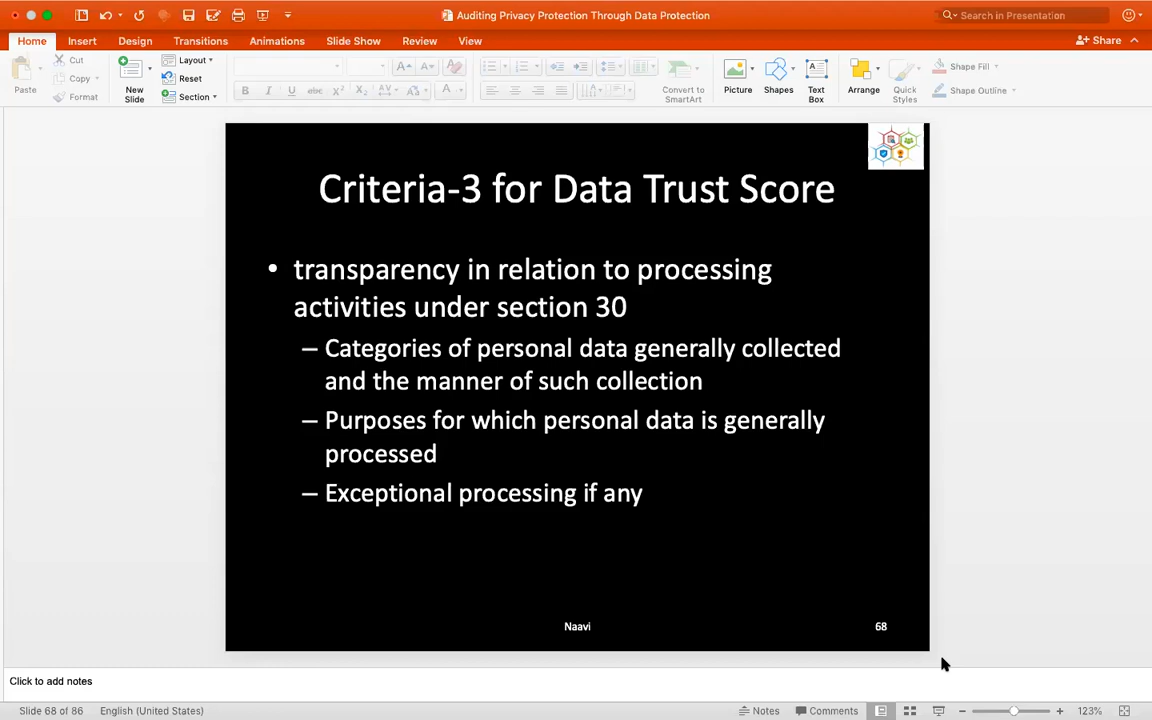 Auditing Privacy Protection Through Data Protection
Search in Presentation
Home Insert Design Transitions Animations Slide Show Review View
Share
Paste
Cut
Copy
Format
New Slide
Layout
Reset
Section
B I U abc X² X₂ AV Aa A
Convert to SmartArt
Picture
Shapes
Text Box
Arrange
Quick Styles
Shape Fill
Shape Outline
Criteria-3 for Data Trust Score
• transparency in relation to processing
activities under section 30
– Categories of personal data generally collected
and the manner of such collection
– Purposes for which personal data is generally
processed
– Exceptional processing if any
Naavi 68
Click to add notes
Slide 68 of 86 English (United States) Notes Comments 123%